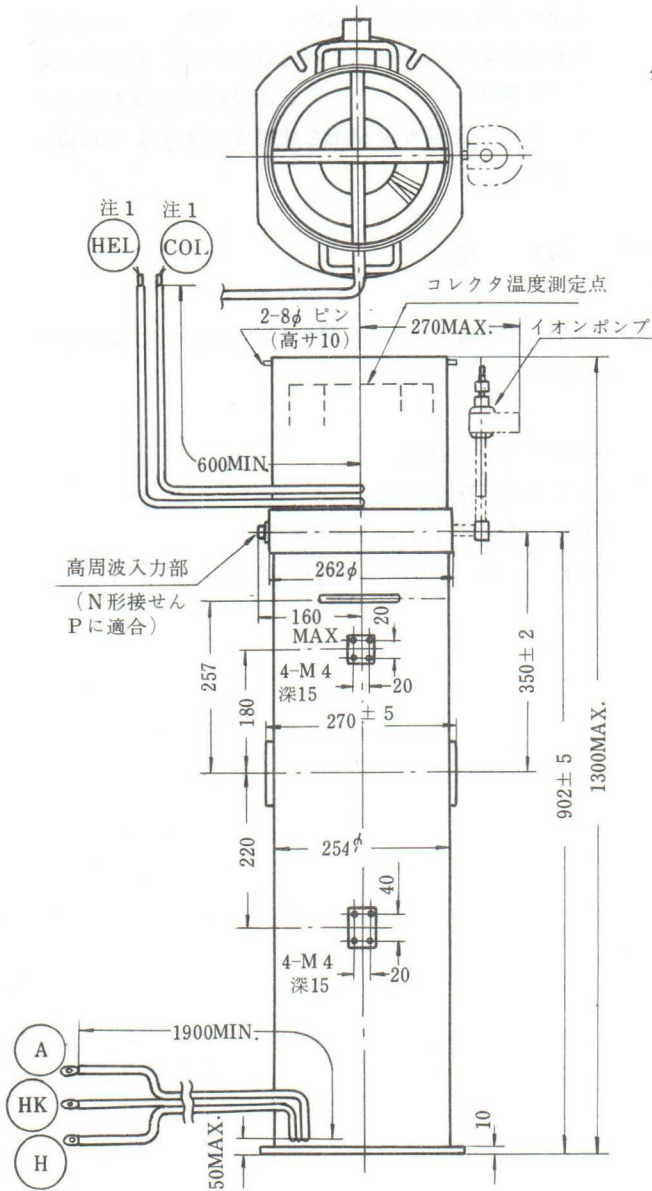 注1
注1
HEL
COL
コレクタ温度測定点
2-8φ ピン
(高サ10)
270MAX.
イオンポンプ
600MIN.
高周波入力部
(N形接せん
Pに適合)
262φ
160
MAX
20
4-M 4
深15
20
257
180
270 ± 5
350± 2
902± 5
1300MAX.
220
254φ
40
4-M 4
深15
20
1900MIN.
A
HK
H
50MAX.
10